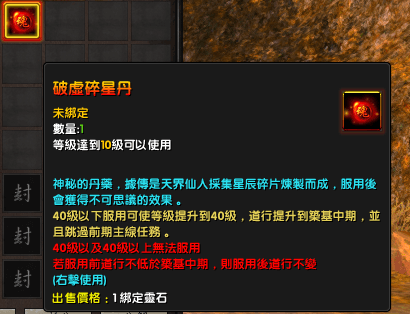 魂
破虛碎星丹
未綁定
數量:1
等級達到10級可以使用
魂
神秘的丹藥，據傳是天界仙人採集星辰碎片煉製而成，服用後
會獲得不可思議的效果 。
40級以下服用可使等級提升到40級，道行提升到築基中期，並
且跳過前期主線任務 。
40級以及40級以上無法服用
若服用前道行不低於築基中期，則服用後道行不變
(右擊使用)
出售價格：1 綁定靈石
封
封
封